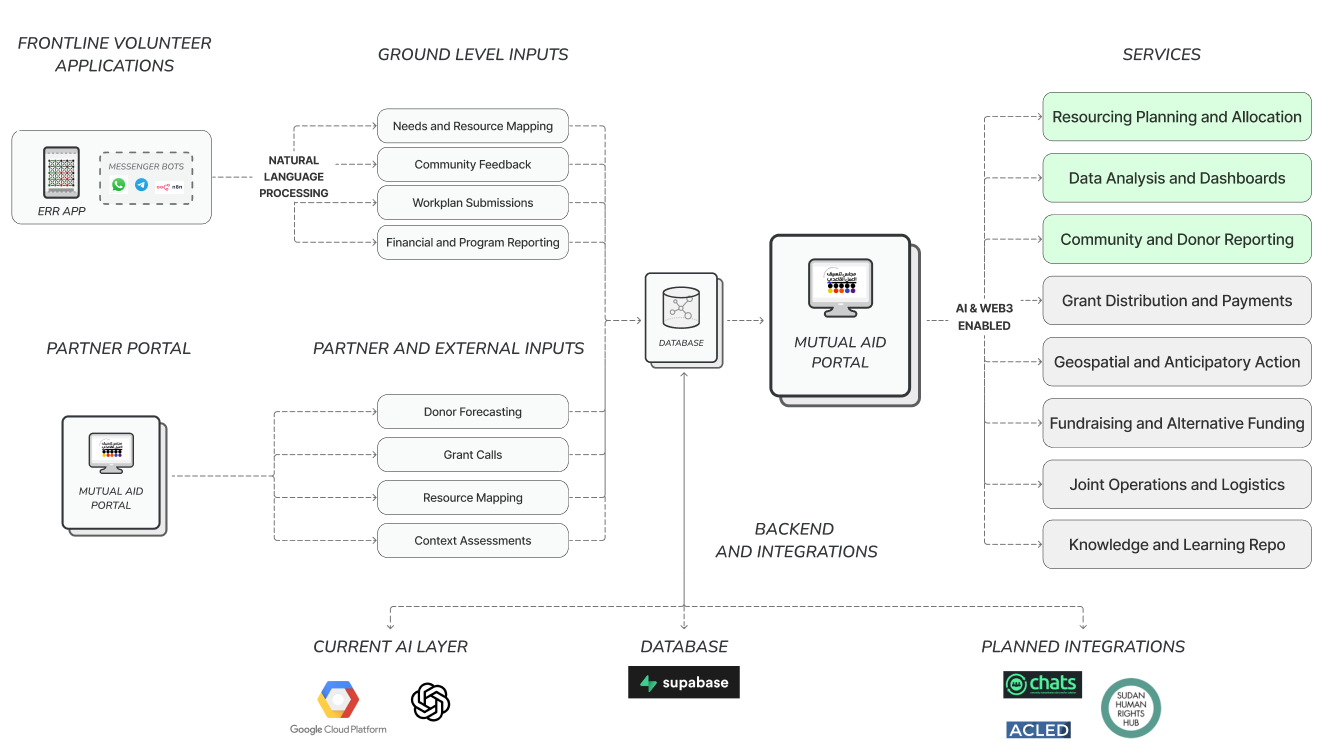 FRONTLINE VOLUNTEER
APPLICATIONS
GROUND LEVEL INPUTS
SERVICES
MESSENGER BOTS
n8n
ERR APP
NATURAL
LANGUAGE
PROCESSING
Needs and Resource Mapping
Community Feedback
Workplan Submissions
Financial and Program Reporting
PARTNER PORTAL
PARTNER AND EXTERNAL INPUTS
MUTUAL AID
PORTAL
Donor Forecasting
Grant Calls
Resource Mapping
Context Assessments
DATABASE
MUTUAL AID
PORTAL
AI & WEB3
ENABLED
Resourcing Planning and Allocation
Data Analysis and Dashboards
Community and Donor Reporting
Grant Distribution and Payments
Geospatial and Anticipatory Action
Fundraising and Alternative Funding
Joint Operations and Logistics
Knowledge and Learning Repo
BACKEND
AND INTEGRATIONS
CURRENT AI LAYER
Google Cloud Platform
DATABASE
supabase
PLANNED INTEGRATIONS
chats
ACLED
SUDAN
HUMAN
RIGHTS
HUB